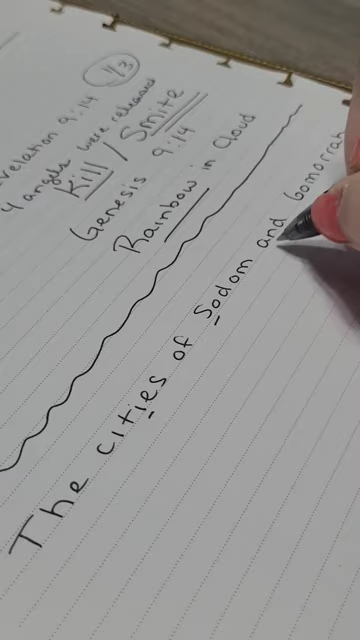 1/3
velation 9:14
4 angels were released
Kill / Smite
Genesis 9:14
Rainbow in Cloud
The cities of Sodom and Gomorrah